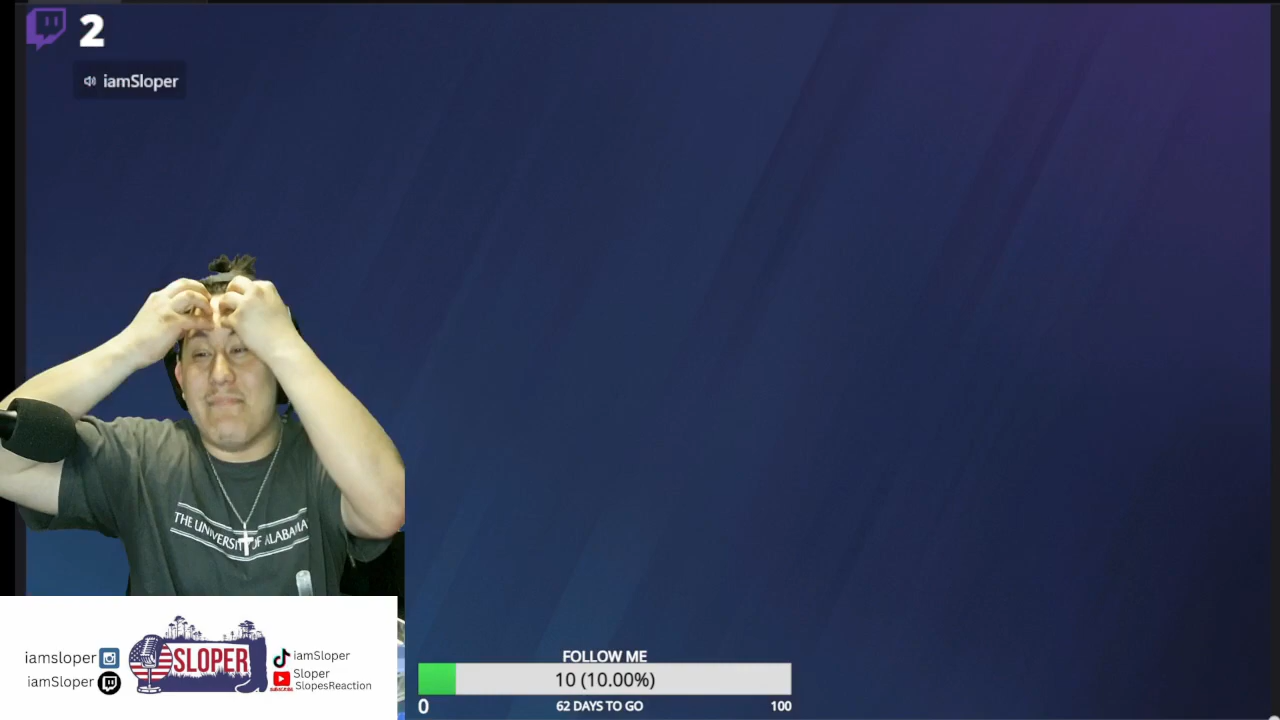 2
iamSloper
THE UNIVERSITY OF ALABAMA
iamsloper
iamSloper
SLOPER
iamSloper
Sloper
SlopesReaction
FOLLOW ME
10 (10.00%)
0
62 DAYS TO GO
100